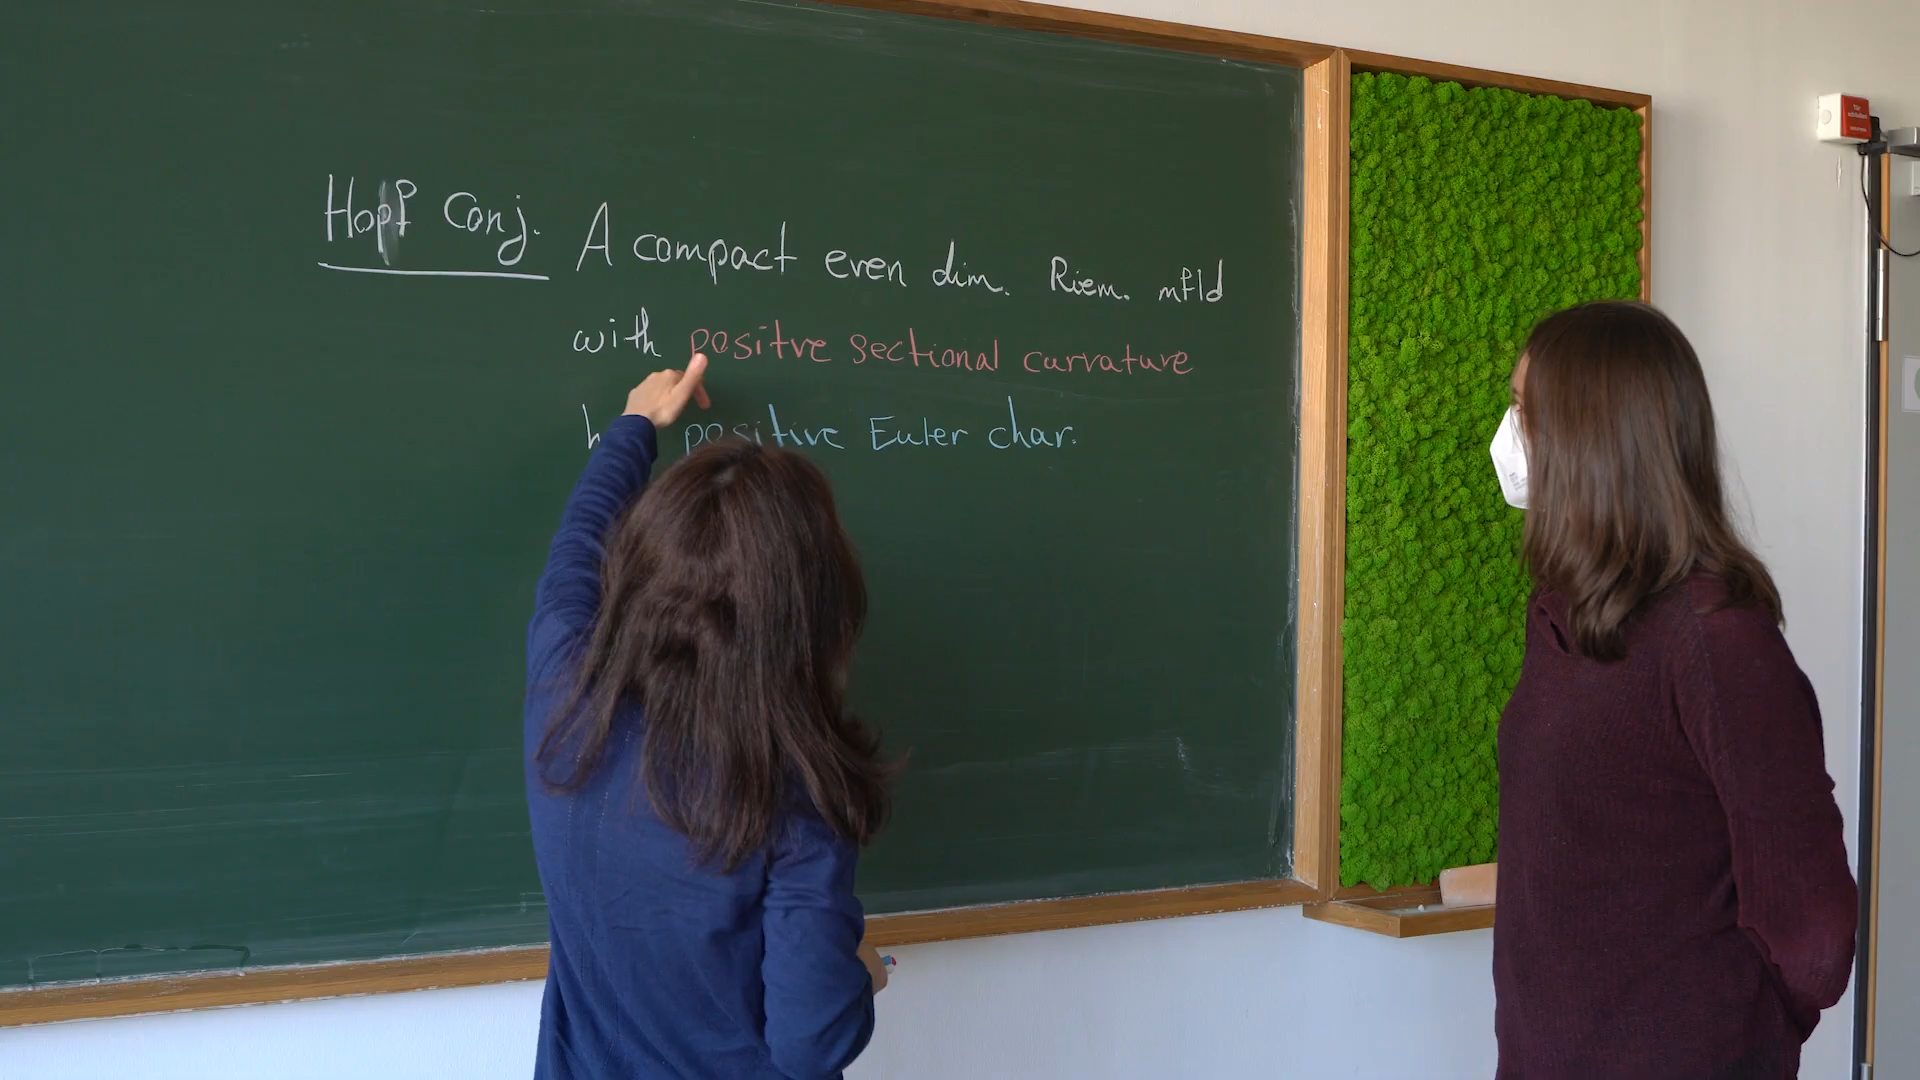 Hopf Conj. A compact even dim. Riem. mfld
with positve sectional curvature
positive Euler char.